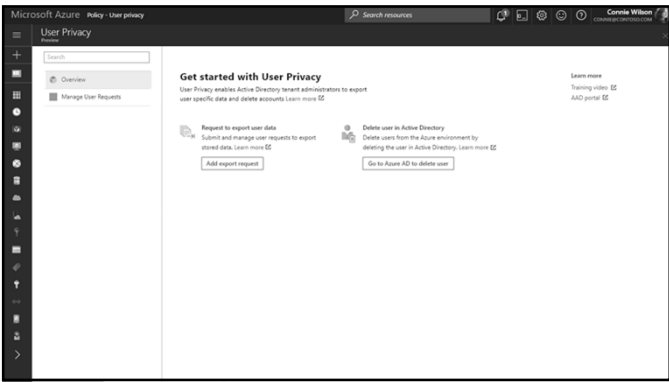 Microsoft Azure Policy - User privacy
Search resources
Connie Wilson
CONNIE@CONTOSO.COM
User Privacy
Preview
Search
Overview
Manage User Requests
Get started with User Privacy
User Privacy enables Active Directory tenant administrators to export
user specific data and delete accounts Learn more
Request to export user data
Submit and manage user requests to export
stored data. Learn more
Add export request
Delete user in Active Directory
Delete users from the Azure environment by
deleting the user in Active Directory. Learn more
Go to Azure AD to delete user
Learn more
Training video
AAD portal